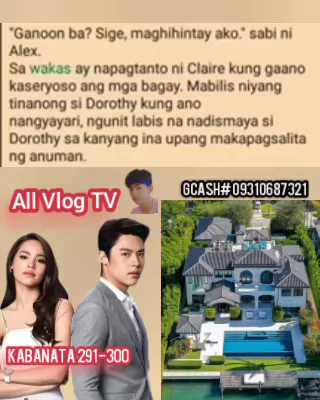 "Ganoon ba? Sige, maghihintay ako." sabi ni
Alex.
Sa wakas ay napagtanto ni Claire kung gaano
kaseryoso ang mga bagay. Mabilis niyang
tinanong si Dorothy kung ano
nangyayari, ngunit labis na nadismaya si
Dorothy sa kanyang ina upang makapagsalita
ng anuman.
All Vlog TV
GCASH# 09310687321
KABANATA 291-300